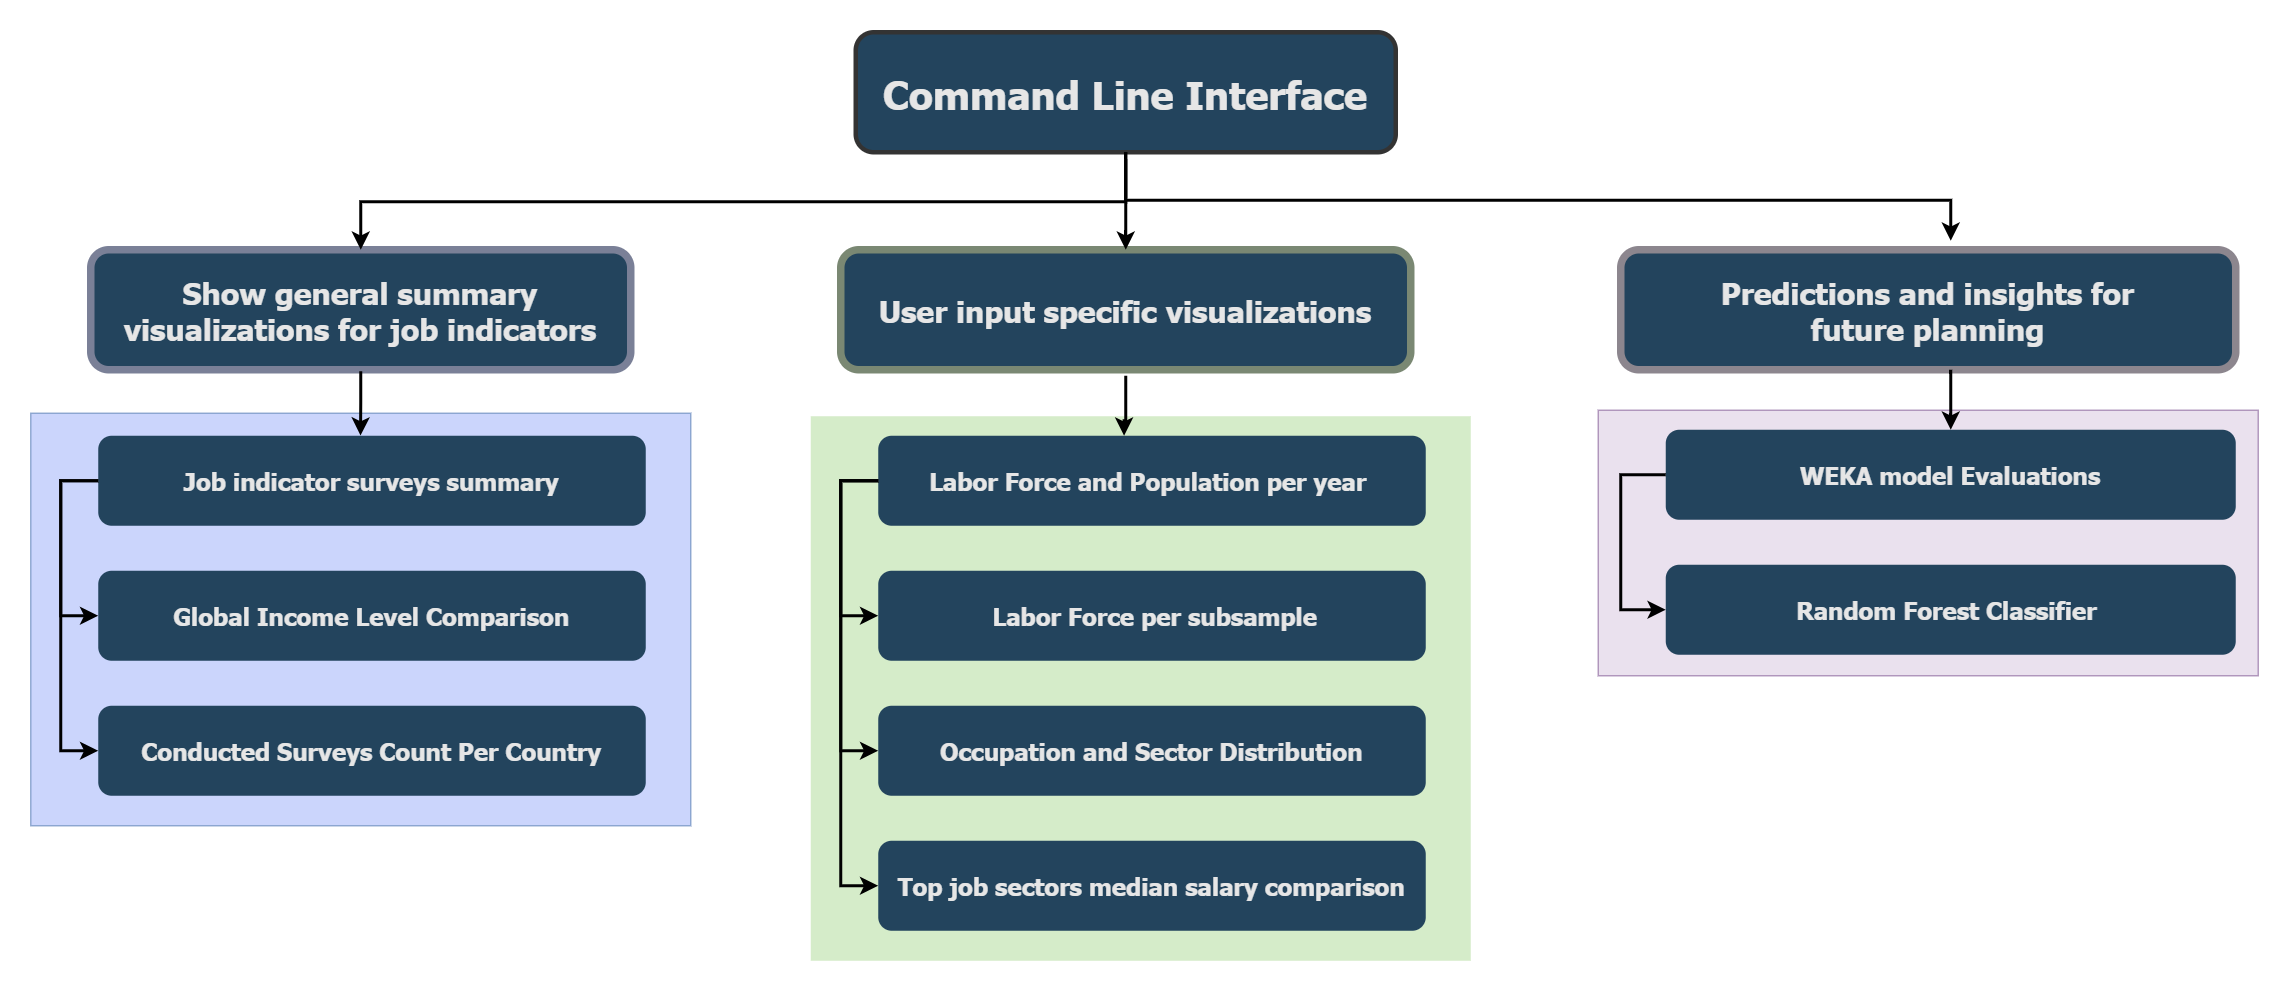 Command Line Interface
Show general summary
visualizations for job indicators
User input specific visualizations
Predictions and insights for
future planning
Job indicator surveys summary
Global Income Level Comparison
Conducted Surveys Count Per Country
Labor Force and Population per year
Labor Force per subsample
Occupation and Sector Distribution
Top job sectors median salary comparison
WEKA model Evaluations
Random Forest Classifier